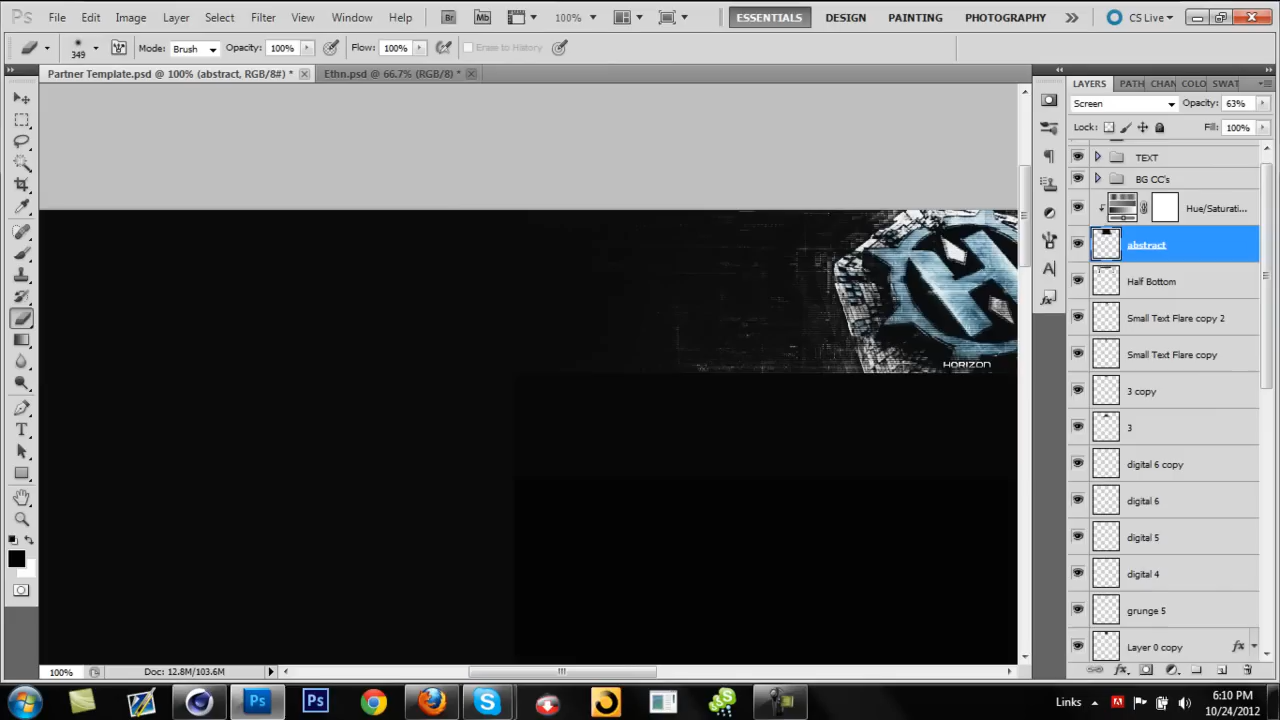 Ps File Edit Image Layer Select Filter View Window Help Br Mb 100% ESSENTIALS DESIGN PAINTING PHOTOGRAPHY CS Live
349 Mode: Brush Opacity: 100% Flow: 100% Erase to History
Partner Template.psd @ 100% (abstract, RGB/8#) * Ethn.psd @ 66.7% (RGB/8) *
LAYERS PATH CHAN COLO SWAT
Screen Opacity: 63%
Lock: Fill: 100%
TEXT
BG CC's
Hue/Saturati...
abstract
Half Bottom
Small Text Flare copy 2
Small Text Flare copy
3 copy
3
digital 6 copy
digital 6
digital 5
digital 4
grunge 5
Layer 0 copy fx
H
HORIZON
100% Doc: 12.8M/103.6M
Ps Ps Links 6:10 PM
10/24/2012